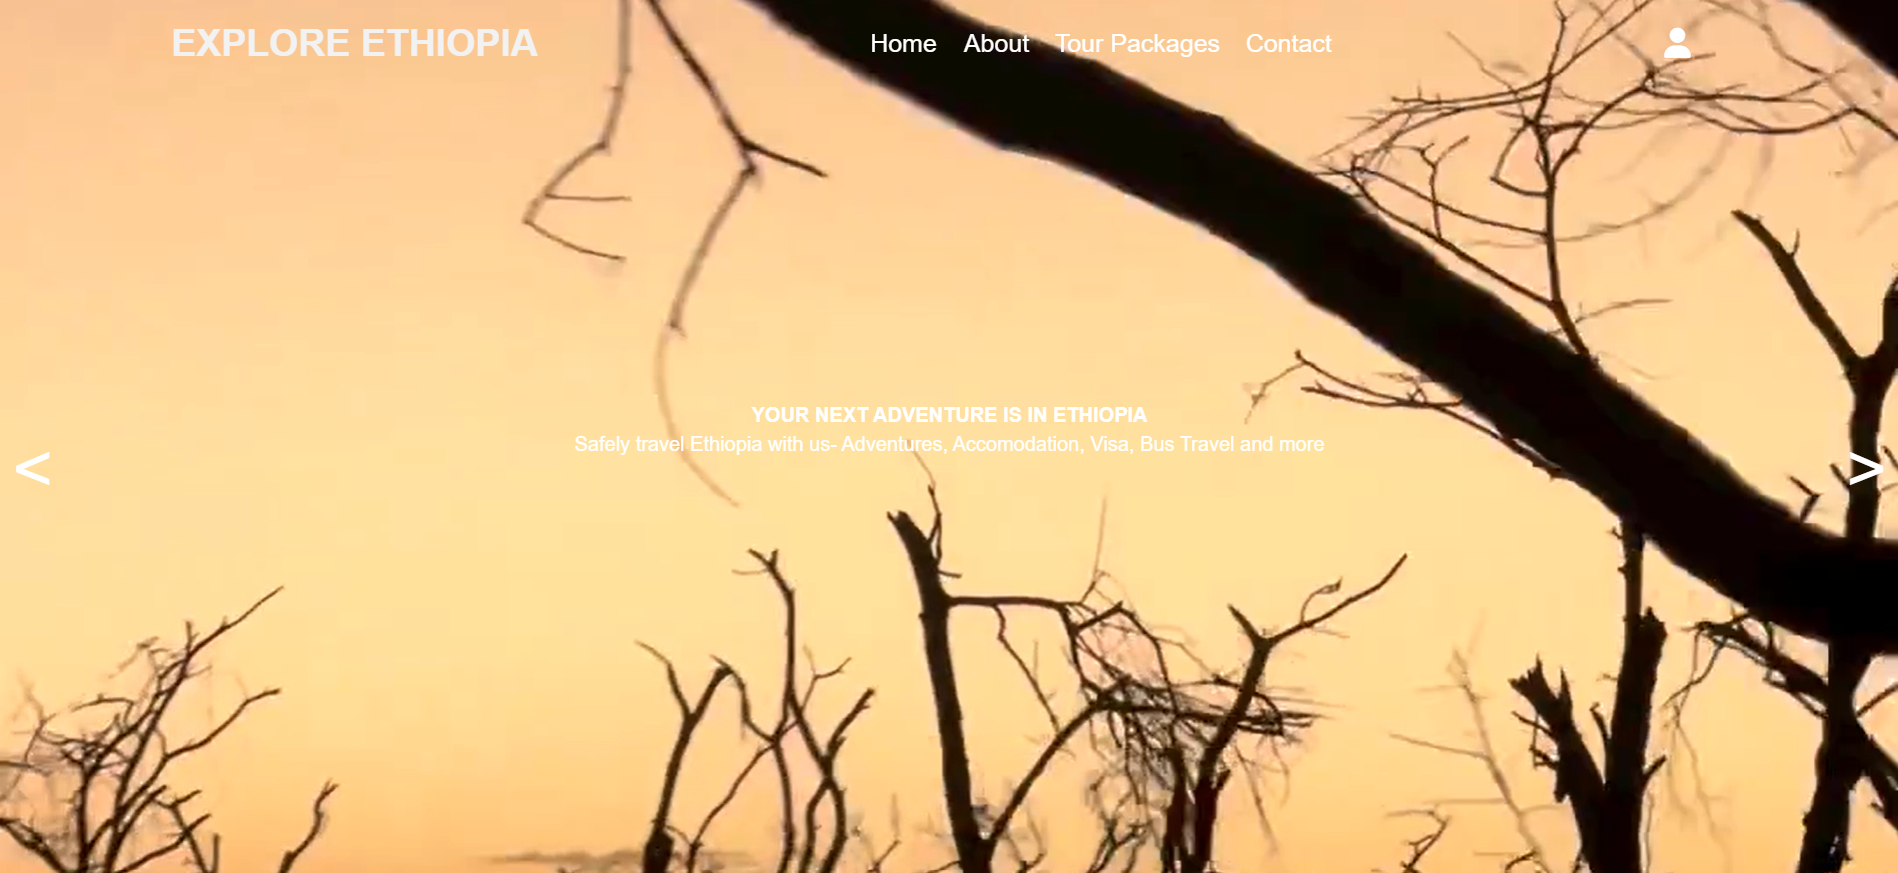 EXPLORE ETHIOPIA
Home About Tour Packages Contact
YOUR NEXT ADVENTURE IS IN ETHIOPIA
Safely travel Ethiopia with us- Adventures, Accomodation, Visa, Bus Travel and more
< >